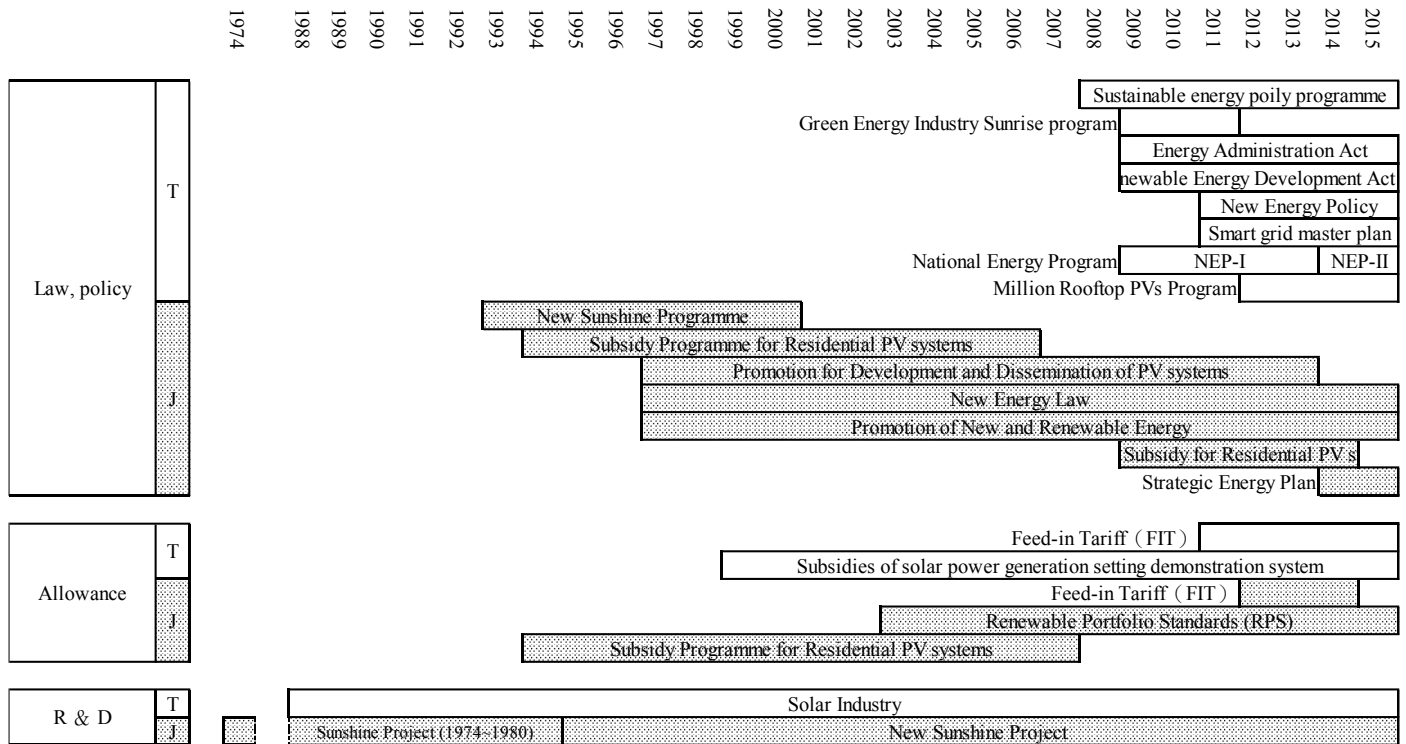 1974 1988 1989 1990 1991 1992 1993 1994 1995 1996 1997 1998 1999 2000 2001 2002 2003 2004 2005 2006 2007 2008 2009 2010 2011 2012 2013 2014 2015
Law, policy
T
Sustainable energy poily programme
Green Energy Industry Sunrise program
Energy Administration Act
newable Energy Development Act
New Energy Policy
Smart grid master plan
National Energy Program NEP-I NEP-II
Million Rooftop PVs Program
J
New Sunshine Programme
Subsidy Programme for Residential PV systems
Promotion for Development and Dissemination of PV systems
New Energy Law
Promotion of New and Renewable Energy
Subsidy for Residential PV s
Strategic Energy Plan
Allowance
T
Feed-in Tariff（FIT）
Subsidies of solar power generation setting demonstration system
J
Feed-in Tariff（FIT）
Renewable Portfolio Standards (RPS)
Subsidy Programme for Residential PV systems
R & D
T
Solar Industry
J
Sunshine Project (1974~1980) New Sunshine Project